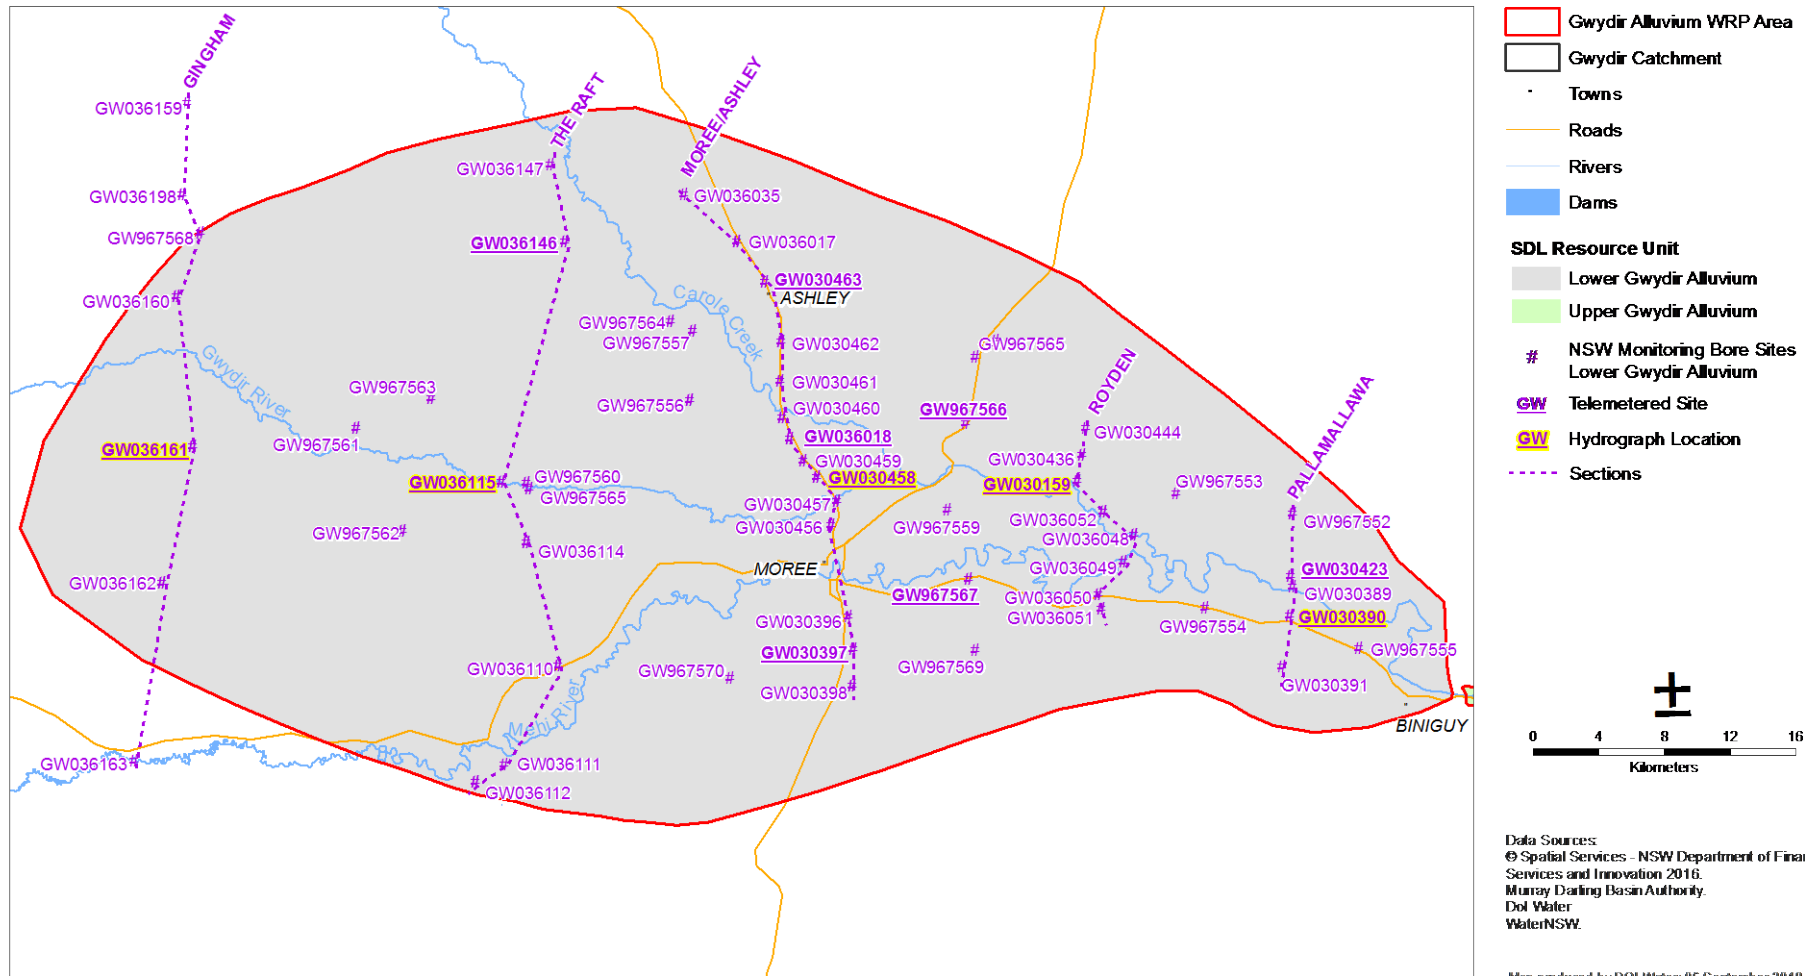 GINGHAM
GW036159
GW036198
GW967568
GW036160
GW036161
GW036162
GW036163
THE RAFT
GW036147
GW036146
GW036115
GW967560
GW967565
GW036114
GW036110
GW036111
GW036112
Gwydir River
GW967563
GW967561
GW967562
MOREE/ASHLEY
GW036035
GW036017
GW030463
ASHLEY
Carole Creek
GW967564
GW967557
GW967556
GW030462
GW030461
GW030460
GW036018
GW030459
GW030458
GW030457
GW030456
MOREE
GW030396
GW030397
GW030398
GW967570
Mehi River
GW967565
GW967566
GW967559
GW967567
GW967569
ROYDEN
GW030444
GW030436
GW030159
GW036052
GW036048
GW036049
GW036050
GW036051
GW967553
GW967554
PALLAMALLAWA
GW967552
GW030423
GW030389
GW030390
GW967555
GW030391
BINIGUY
Gwydir Alluvium WRP Area
Gwydir Catchment
Towns
Roads
Rivers
Dams
SDL Resource Unit
Lower Gwydir Alluvium
Upper Gwydir Alluvium
# NSW Monitoring Bore Sites
Lower Gwydir Alluvium
GW Telemetered Site
GW Hydrograph Location
Sections
0 4 8 12 16
Kilometers
Data Sources:
© Spatial Services - NSW Department of Finan
Services and Innovation 2016.
Murray Darling Basin Authority.
DoI Water
WaterNSW.